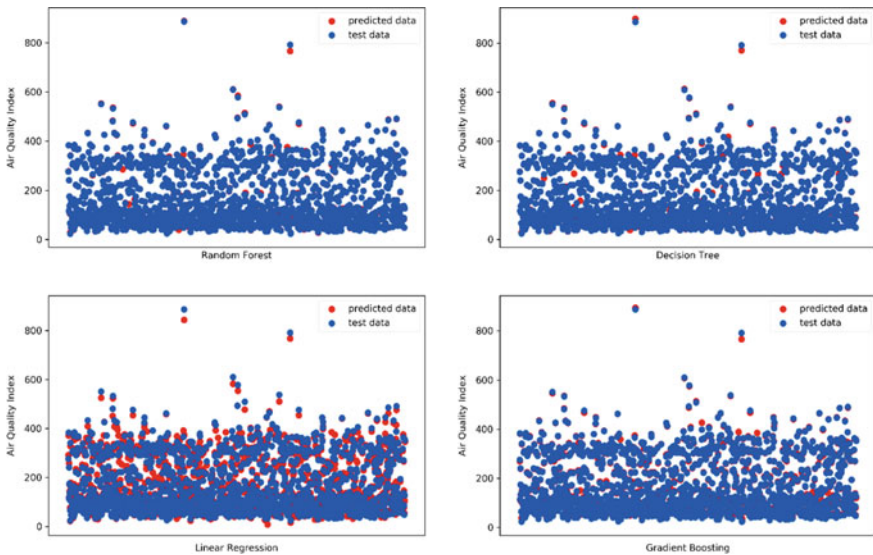 predicted data
test data
800
600
400
200
0
Air Quality Index
Random Forest
predicted data
test data
800
600
400
200
0
Air Quality Index
Decision Tree
predicted data
test data
800
600
400
200
0
Air Quality Index
Linear Regression
predicted data
test data
800
600
400
200
0
Air Quality Index
Gradient Boosting